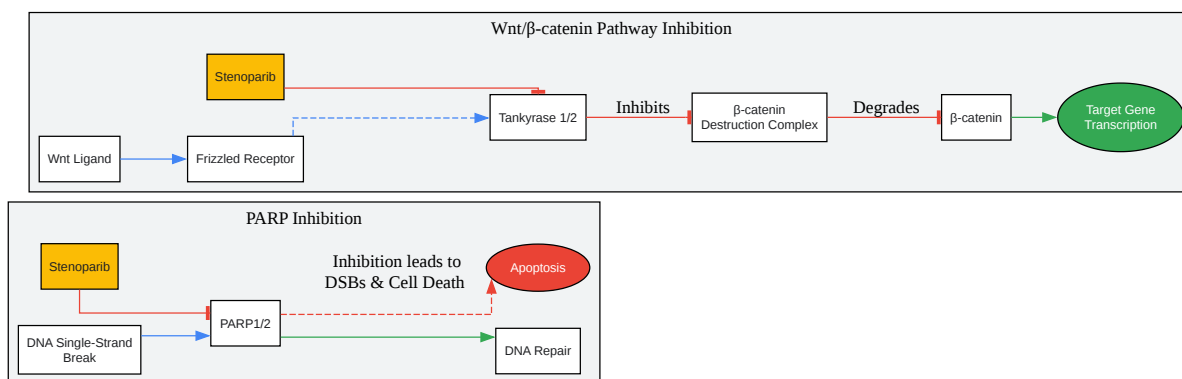 Wnt/β-catenin Pathway Inhibition
Stenoparib
Tankyrase 1/2
Inhibits
β-catenin
Destruction Complex
Degrades
β-catenin
Target Gene
Transcription
Wnt Ligand
Frizzled Receptor
PARP Inhibition
Stenoparib
Inhibition leads to
DSBs & Cell Death
Apoptosis
PARP1/2
DNA Single-Strand
Break
DNA Repair